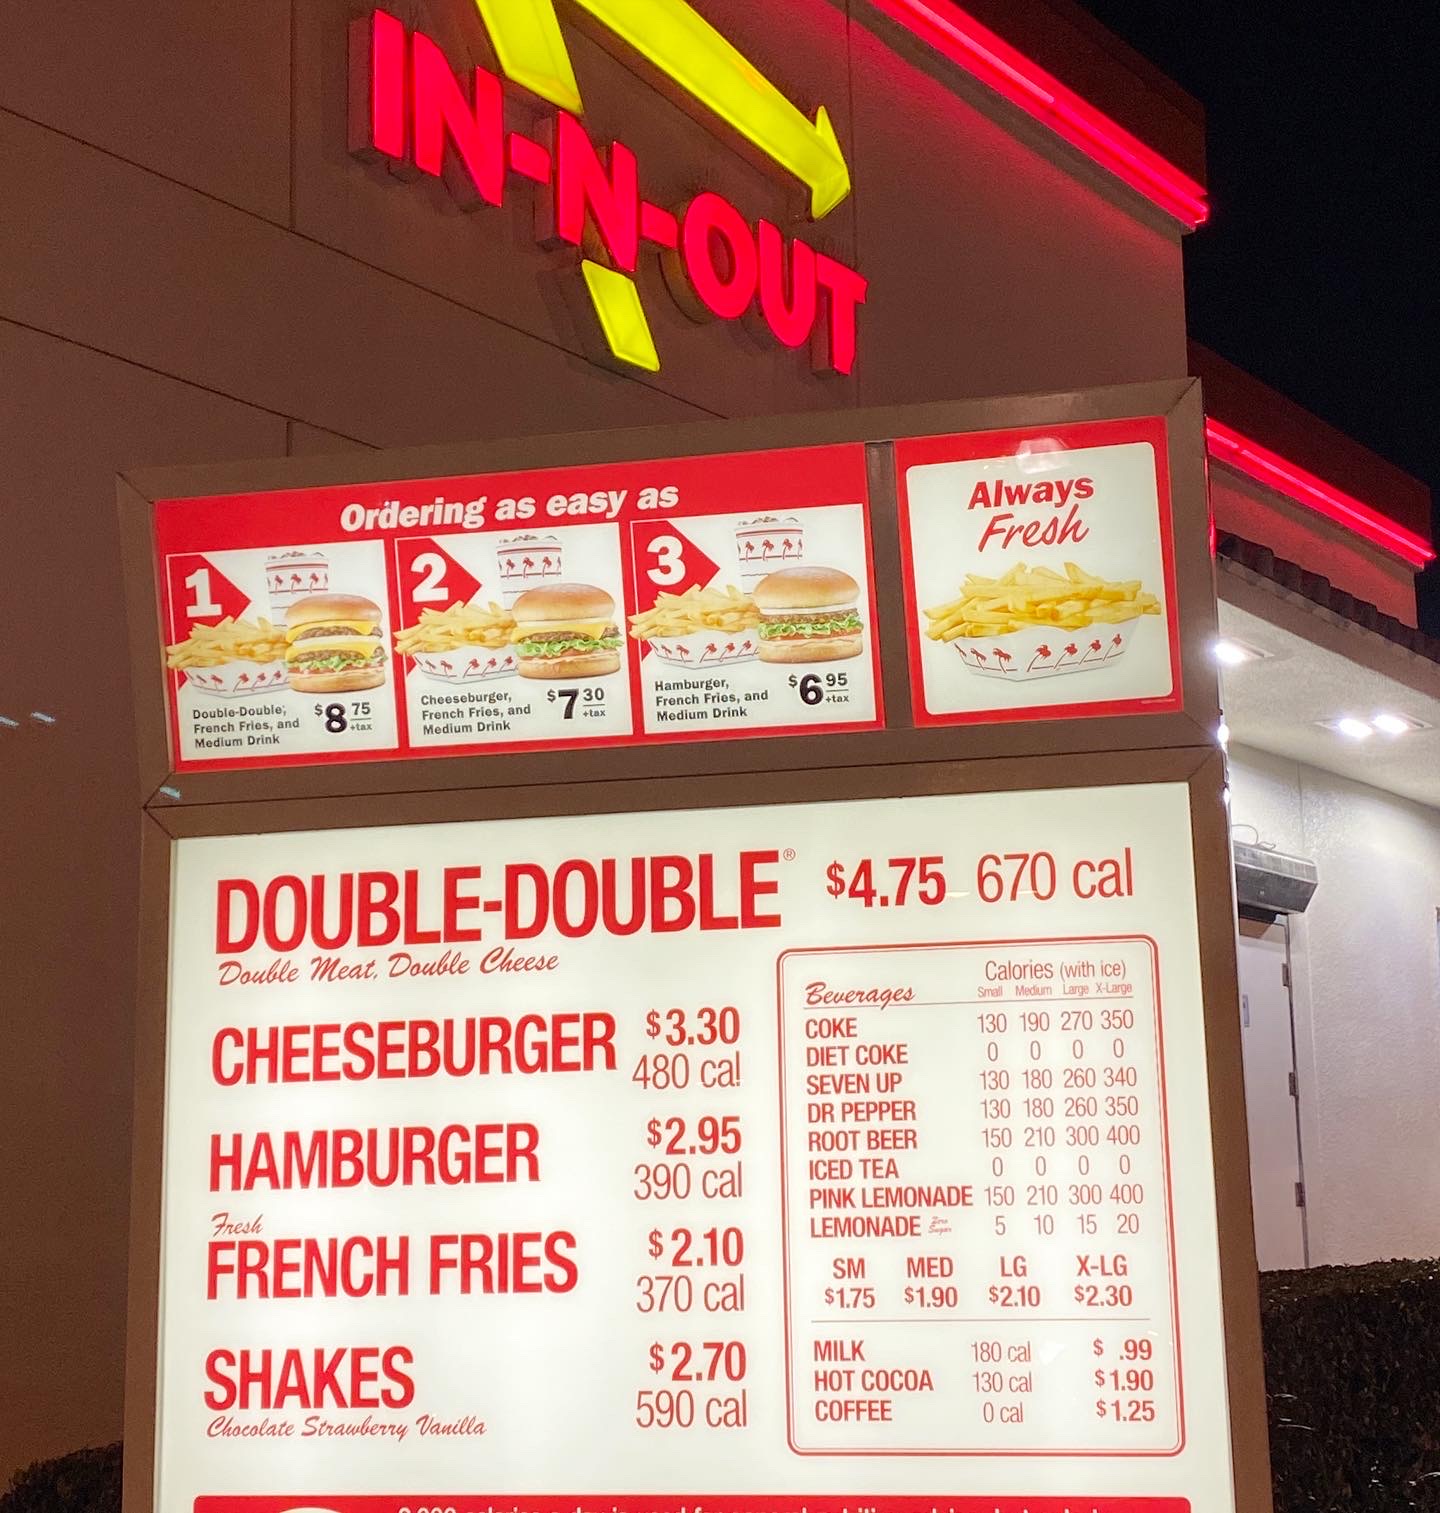 IN-N-OUT
Ordering as easy as
1
Double-Double,
French Fries, and
Medium Drink
$8 75
+tax
2
Cheeseburger,
French Fries, and
Medium Drink
$7 30
+tax
3
Hamburger,
French Fries, and
Medium Drink
$6 95
+tax
Always
Fresh
DOUBLE-DOUBLE® $4.75 670 cal
Double Meat, Double Cheese
CHEESEBURGER $3.30
480 cal
HAMBURGER $2.95
390 cal
Fresh
FRENCH FRIES $2.10
370 cal
SHAKES $2.70
590 cal
Chocolate Strawberry Vanilla
Calories (with ice)
Beverages Small Medium Large X-Large
COKE 130 190 270 350
DIET COKE 0 0 0 0
SEVEN UP 130 180 260 340
DR PEPPER 130 180 260 350
ROOT BEER 150 210 300 400
ICED TEA 0 0 0 0
PINK LEMONADE 150 210 300 400
LEMONADE Zero Sugar 5 10 15 20
SM MED LG X-LG
$1.75 $1.90 $2.10 $2.30
MILK 180 cal $ .99
HOT COCOA 130 cal $1.90
COFFEE 0 cal $1.25